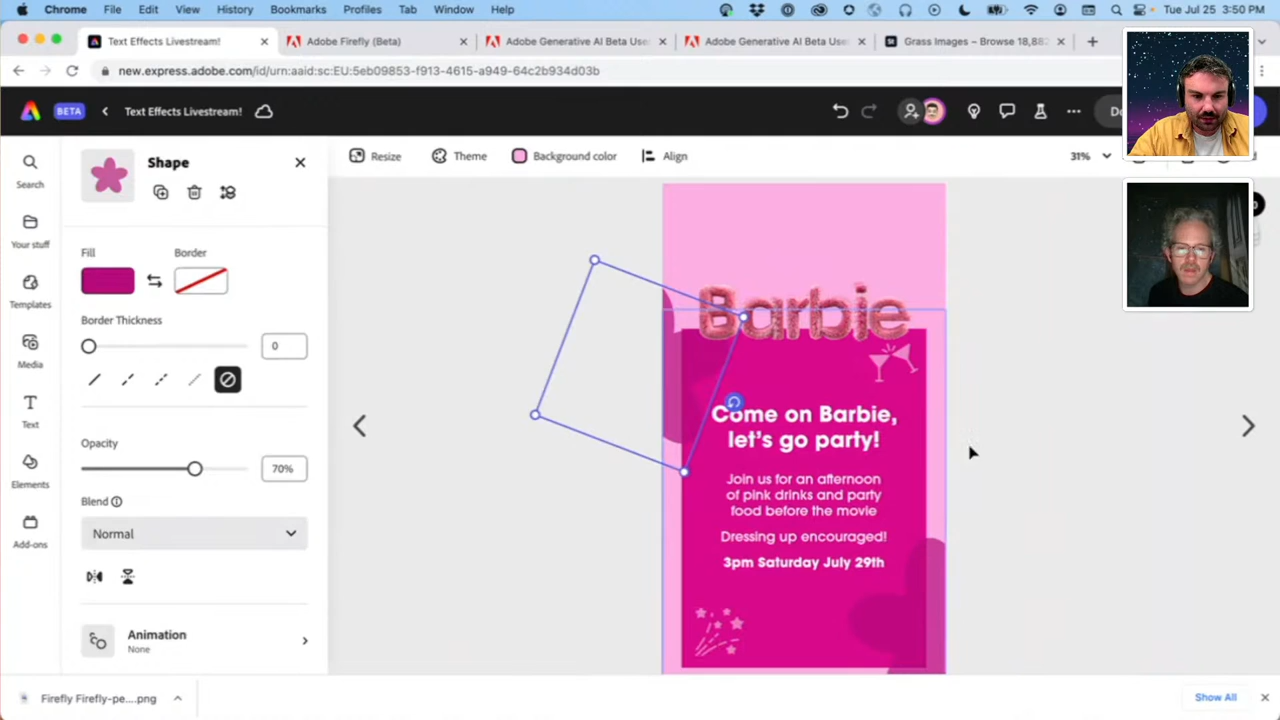 Chrome File Edit View History Bookmarks Profiles Tab Window Help Tue Jul 25 3:50 PM
Text Effects Livestream! Adobe Firefly (Beta) Adobe Generative AI Beta Use Adobe Generative AI Beta Use Grass Images – Browse 18,88
new.express.adobe.com/id/urn:aaid:sc:EU:5eb09853-f913-4615-a949-64c2b934d03b
BETA Text Effects Livestream!
Search
Your stuff
Templates
Media
Text
Elements
Add-ons
Shape
Fill Border
Border Thickness
0
Opacity
70%
Blend
Normal
Animation
None
Resize Theme Background color Align 31%
Barbie
Come on Barbie,
let's go party!
Join us for an afternoon
of pink drinks and party
food before the movie
Dressing up encouraged!
3pm Saturday July 29th
Firefly Firefly-pe....png
Show All